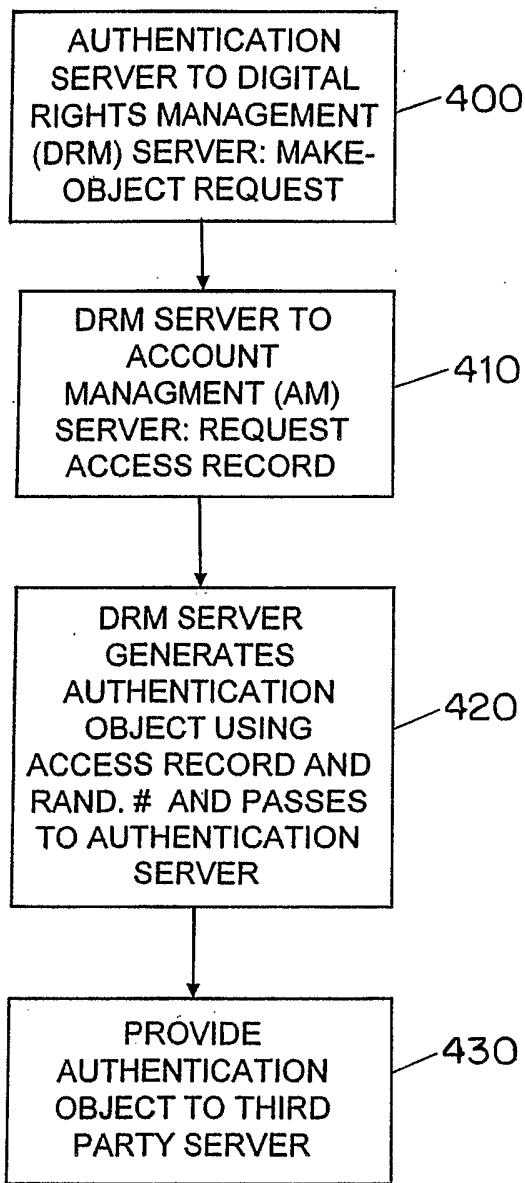 AUTHENTICATION
SERVER TO DIGITAL
RIGHTS MANAGEMENT
(DRM) SERVER: MAKE-
OBJECT REQUEST
400
DRM SERVER TO
ACCOUNT
MANAGMENT (AM)
SERVER: REQUEST
ACCESS RECORD
410
DRM SERVER
GENERATES
AUTHENTICATION
OBJECT USING
ACCESS RECORD AND
RAND. # AND PASSES
TO AUTHENTICATION
SERVER
420
PROVIDE
AUTHENTICATION
OBJECT TO THIRD
PARTY SERVER
430